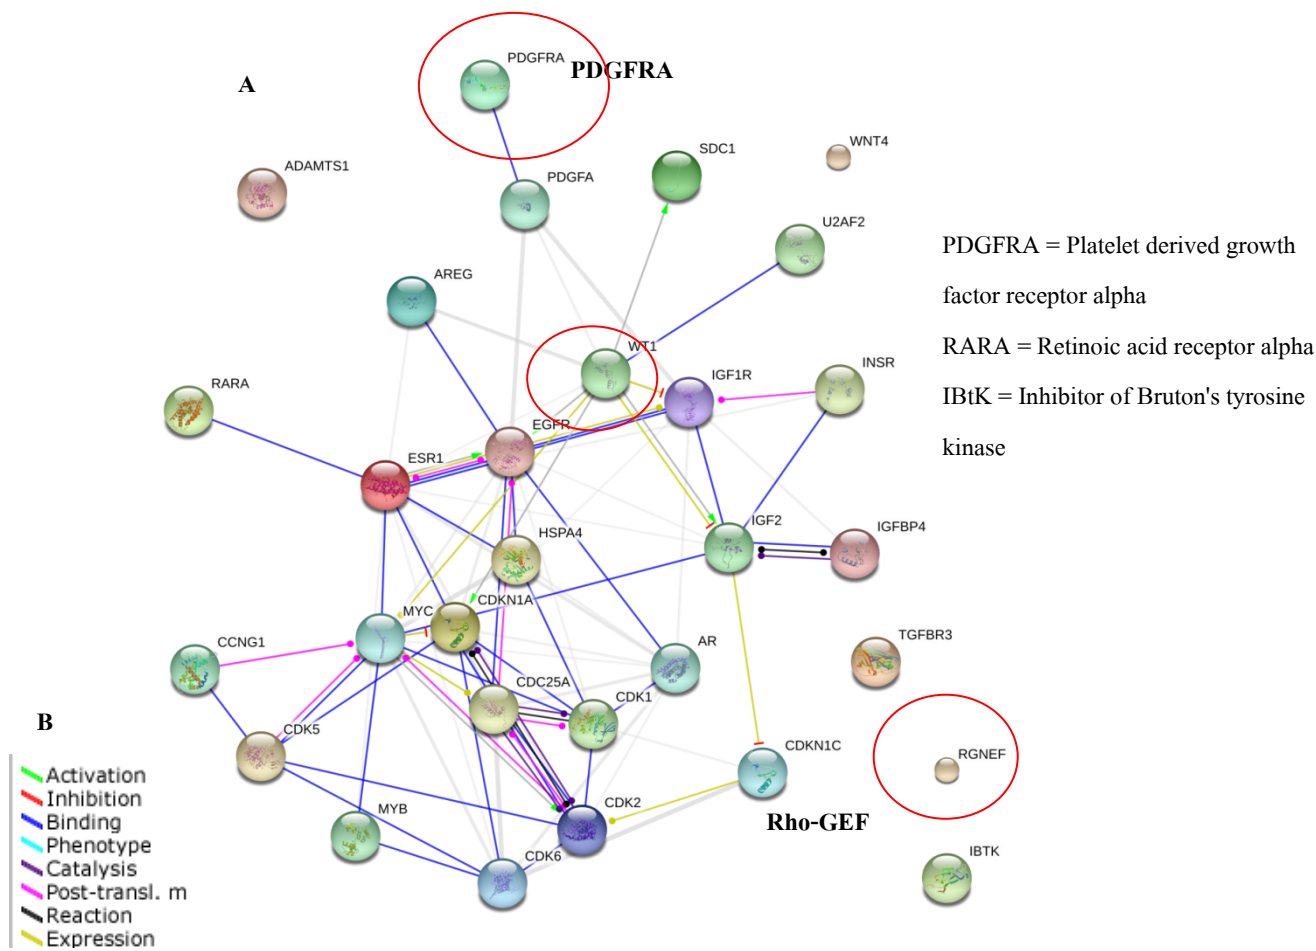 PDGFRA
PDGFRA
A
WNT4
SDC1
ADAMTS1
PDGFA
U2AF2
PDGFRA = Platelet derived growth
factor receptor alpha
RARA = Retinoic acid receptor alpha
IBtK = Inhibitor of Bruton's tyrosine
kinase
AREG
WT1
IGF1R
INSR
RARA
EGFR
ESR1
IGF2
IGFBP4
HSPA4
MYC
CDKN1A
AR
TGFBR3
CCNG1
CDC25A
CDK1
CDK5
CDKN1C
RGNEF
B
Activation
Inhibition
Binding
Phenotype
Catalysis
Post-transl. m
Reaction
Expression
MYB
CDK2
Rho-GEF
CDK6
IBTK